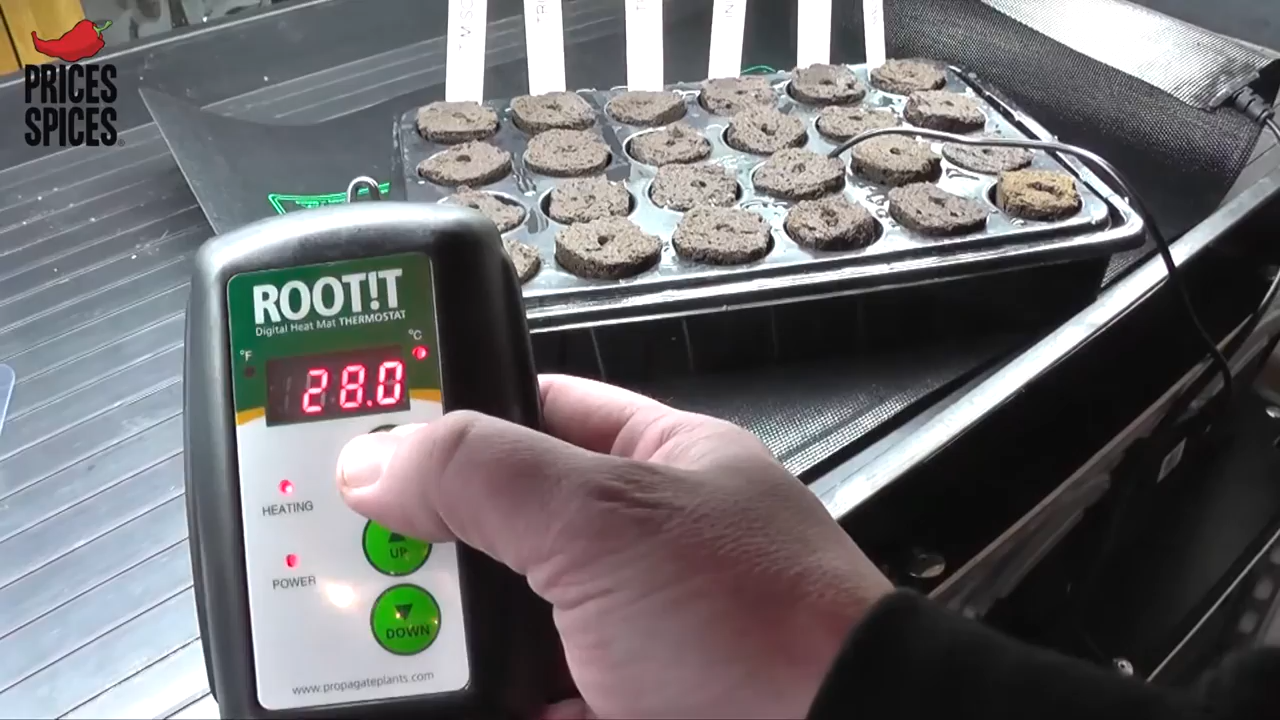 PRICES
SPICES®
ROOT!T
Digital Heat Mat THERMOSTAT
°F
°C
28.0
HEATING
UP
POWER
DOWN
www.propagateplants.com